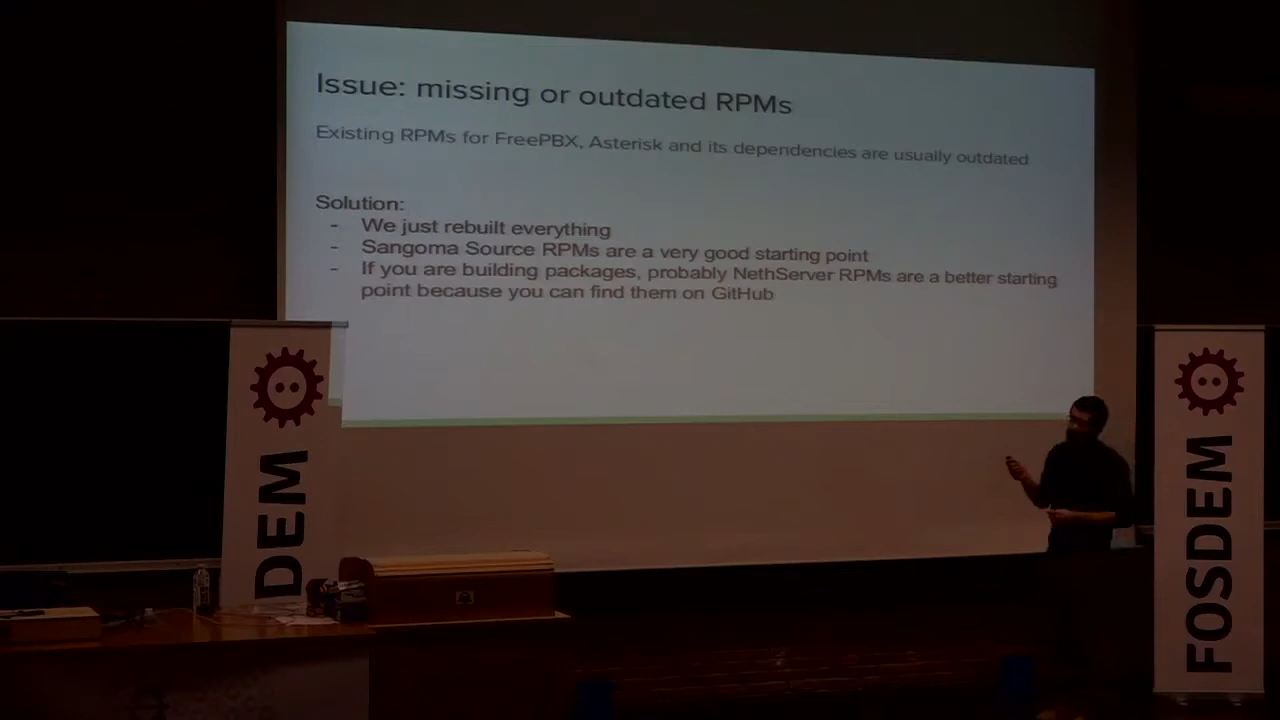 Issue: missing or outdated RPMs
Existing RPMs for FreePBX, Asterisk and its dependencies are usually outdated
Solution:
- We just rebuilt everything
- Sangoma Source RPMs are a very good starting point
- If you are building packages, probably NethServer RPMs are a better starting
point because you can find them on GitHub
DEM
FOSDEM